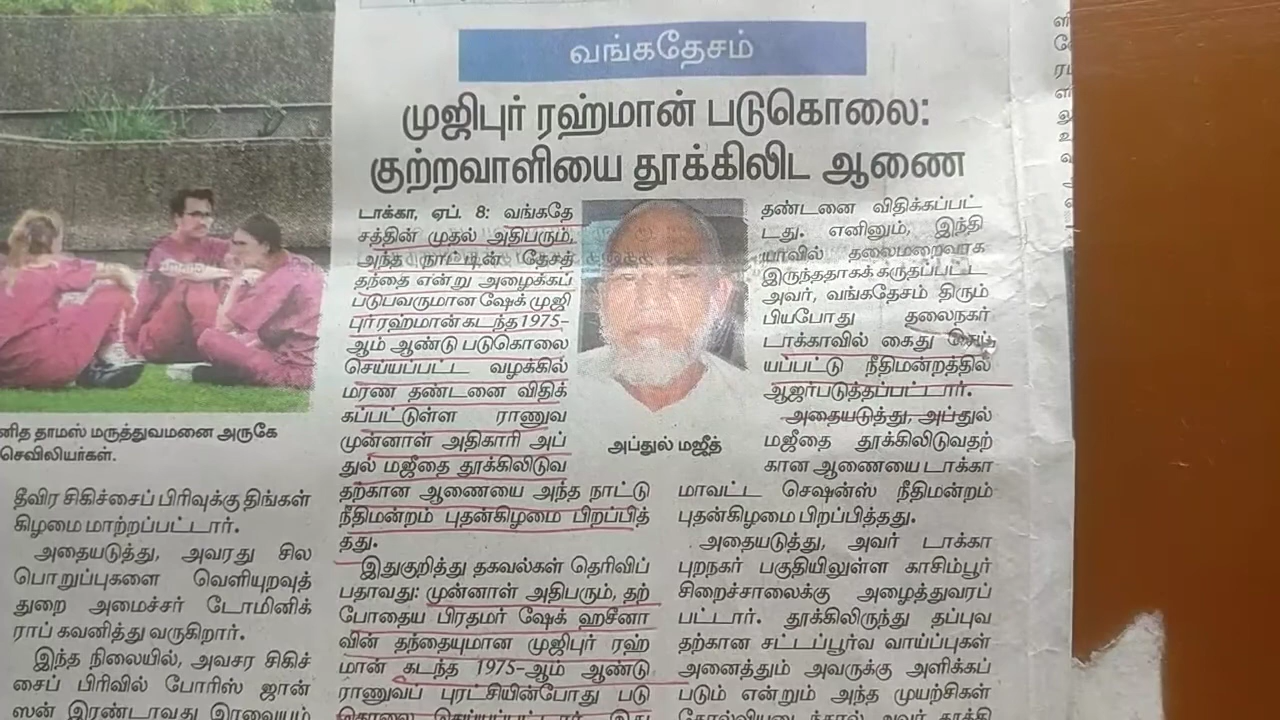 வங்கதேசம்
முஜிபுர் ரஹ்மான் படுகொலை:
குற்றவாளியை தூக்கிலிட ஆணை
டாக்கா, ஏப். 8: வங்கதே
சத்தின் முதல் அதிபரும்,
அந்த நாட்டின் தேசத்
தந்தை என்று அழைக்கப்
படுபவருமான ஷேக் முஜி
புர் ரஹ்மான் கடந்த 1975-
ஆம் ஆண்டு படுகொலை
செய்யப்பட்ட வழக்கில்
மரண தண்டனை விதிக்
கப்பட்டுள்ள ராணுவ
முன்னாள் அதிகாரி அப்
துல் மஜீதை தூக்கிலிடுவ
தற்கான ஆணையை அந்த நாட்டு
நீதிமன்றம் புதன்கிழமை பிறப்பித்
தது.
இதுகுறித்து தகவல்கள் தெரிவிப்
பதாவது: முன்னாள் அதிபரும், தற்
போதைய பிரதமர் ஷேக் ஹசீனா
வின் தந்தையுமான முஜிபுர் ரஹ்
மான் கடந்த 1975-ஆம் ஆண்டு
ராணுவப் புரட்சியின்போது படு
அப்துல் மஜீத்
தண்டனை விதிக்கப்பட்
டது. எனினும், இந்தி
யாவில் தலைமறைவாக
இருந்ததாகக் கருதப்பட்ட
அவர், வங்கதேசம் திரும்
பியபோது தலைநகர்
டாக்காவில் கைது செய்
யப்பட்டு நீதிமன்றத்தில்
ஆஜர்படுத்தப்பட்டார்.
அதையடுத்து, அப்துல்
மஜீதை தூக்கிலிடுவதற்
கான ஆணையை டாக்கா
மாவட்ட செஷன்ஸ் நீதிமன்றம்
புதன்கிழமை பிறப்பித்தது.
அதையடுத்து, அவர் டாக்கா
புறநகர் பகுதியிலுள்ள காசிம்பூர்
சிறைச்சாலைக்கு அழைத்துவரப்
பட்டார். தூக்கிலிருந்து தப்புவ
தற்கான சட்டப்பூர்வ வாய்ப்புகள்
அனைத்தும் அவருக்கு அளிக்கப்
படும் என்றும் அந்த முயற்சிகள்
னித தாமஸ் மருத்துவமனை அருகே
செவிலியர்கள்.
தீவிர சிகிச்சைப் பிரிவுக்கு திங்கள்
கிழமை மாற்றப்பட்டார்.
அதையடுத்து, அவரது சில
பொறுப்புகளை வெளியுறவுத்
துறை அமைச்சர் டோமினிக்
ராப் கவனித்து வருகிறார்.
இந்த நிலையில், அவசர சிகிச்
சைப் பிரிவில் போரிஸ் ஜான்
ஸன் இரண்டாவது இரவையும்